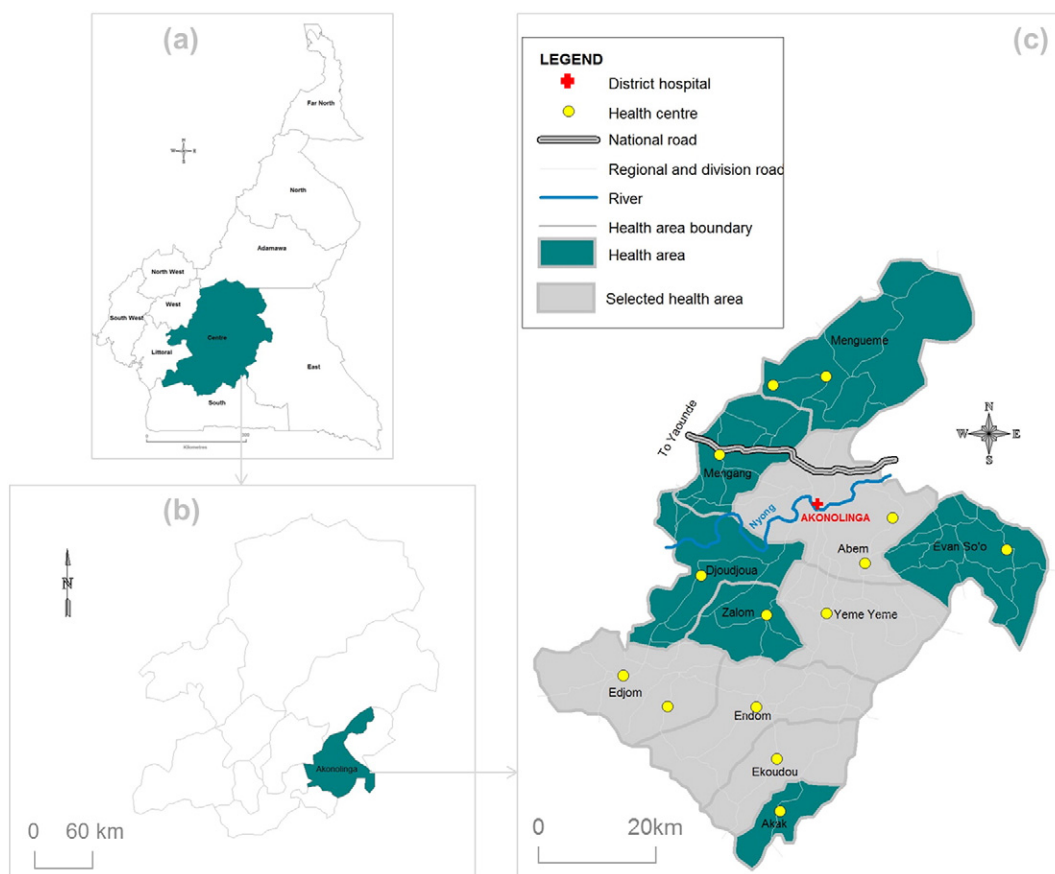 (a)
Far North
N
W E
S
North
Adamawa
North West
West
South West
Centre
Littoral
East
South
0
Kilometres
(b)
N
Akonolinga
0 60 km
(c)
LEGEND
District hospital
Health centre
National road
Regional and division road
River
Health area boundary
Health area
Selected health area
Mengueme
To Yaounde
N
W E
S
Mengang
Nyong
AKONOLINGA
Abem
Evan So'o
Djoudjoua
Zalom
Yeme Yeme
Edjom
Endom
Ekoudou
Akak
0 20km